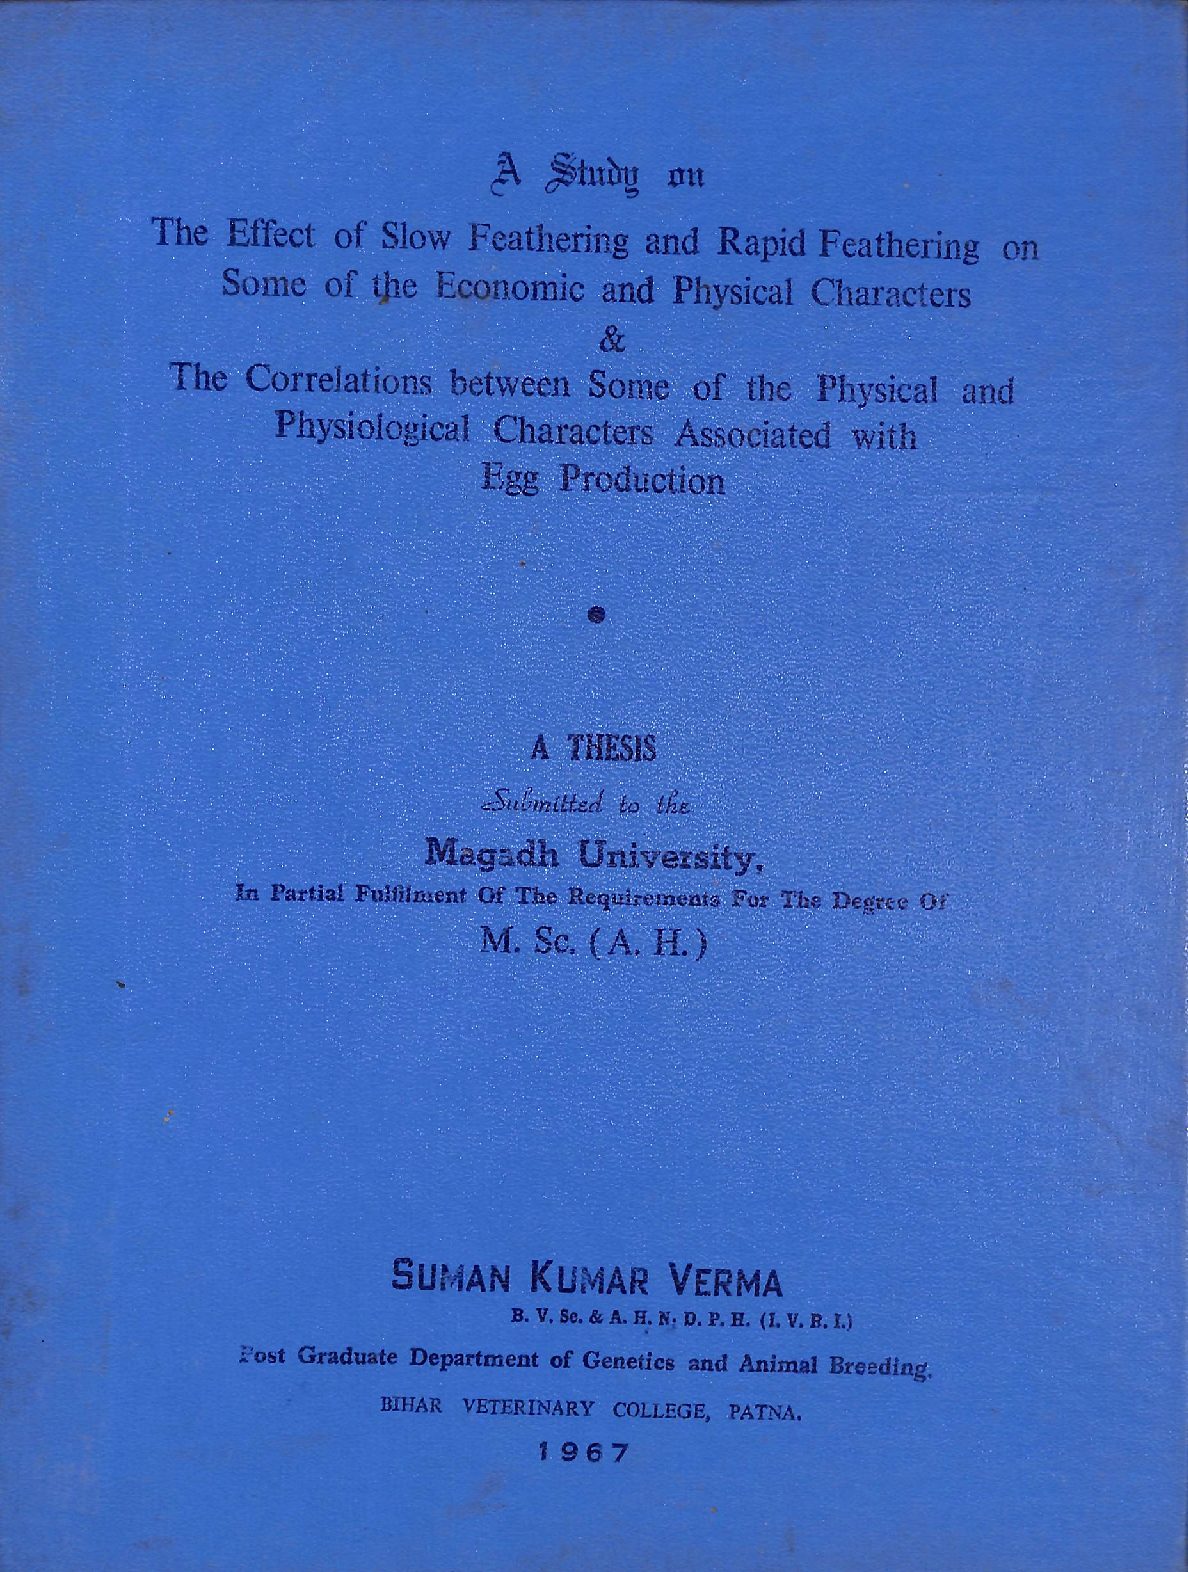 A Study on
The Effect of Slow Feathering and Rapid Feathering on
Some of the Economic and Physical Characters
&
The Correlations between Some of the Physical and
Physiological Characters Associated with
Egg Production
A THESIS
Submitted to the
Magadh University,
In Partial Fulfilment Of The Requirements For The Degree Of
M. Sc. (A. H.)
SUMAN KUMAR VERMA
B. V. Sc. & A. H. N. D. P. H. (I. V. R. I.)
Post Graduate Department of Genetics and Animal Breeding.
BIHAR VETERINARY COLLEGE, PATNA.
1967